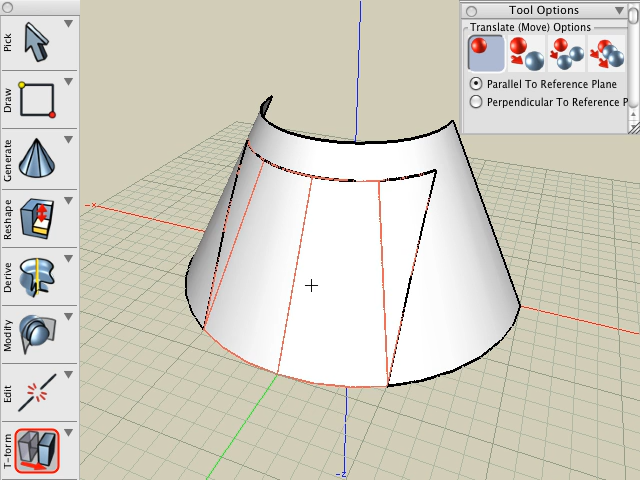 Pick
Draw
Generate
Reshape
Derive
Modify
Edit
T-form
Tool Options
Translate (Move) Options
Parallel To Reference Plane
Perpendicular To Reference P
-x
-z